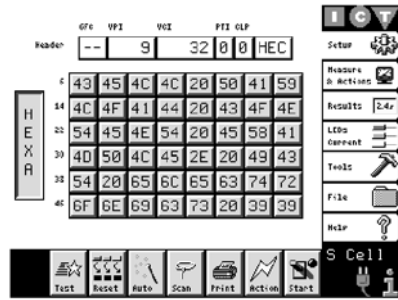 I C T
GFC VPI VCI PTI CLP
Header -- 9 32 0 0 HEC
Setup
6 43 45 4C 4C 20 50 41 59
Measure & Actions
14 4C 4F 41 44 20 43 4F 4E
Results 2.4r
22 54 45 4E 54 20 45 58 41
LEDs Current
30 4D 50 4C 45 2E 20 49 43
Tools
38 54 20 65 6C 65 63 74 72
File
46 6F 6E 69 63 73 20 39 39
HEXA
Help
S Cell
Test Reset Auto Scan Print Action Start